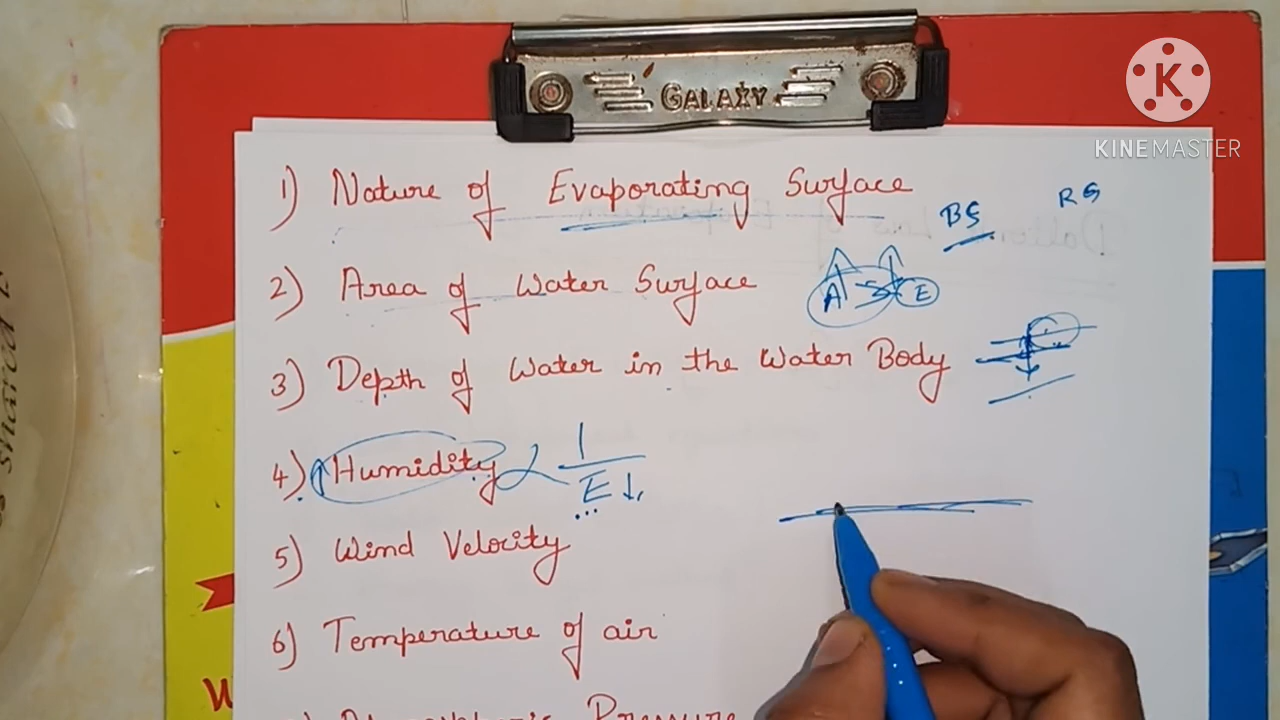 GALAXY
K
KINEMASTER
1) Nature of Evaporating Surface
BS
RS
2) Area of Water Surface
A
E
3) Depth of Water in the Water Body
4) Humidity ∝ 1/E ↓
5) Wind Velocity
6) Temperature of air
Pressure
W